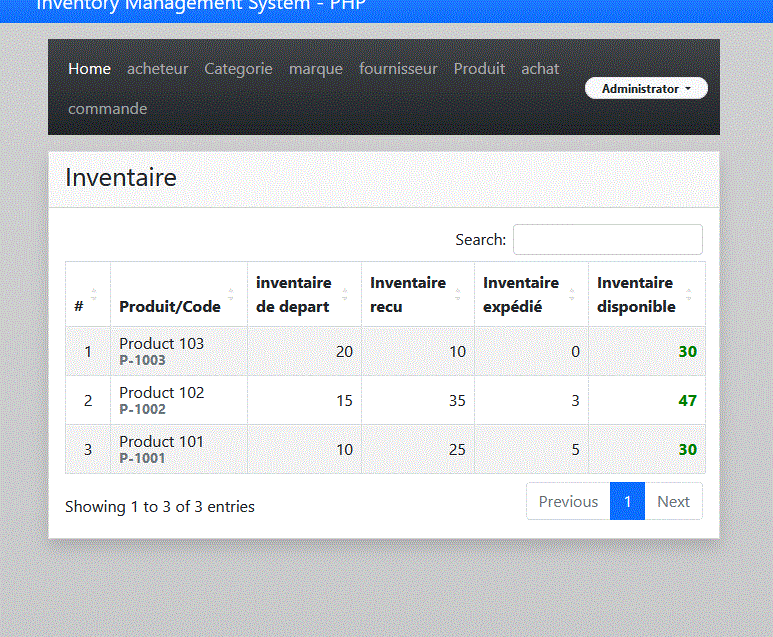 Inventory Management System - PHP
Home acheteur Categorie marque fournisseur Produit achat
commande
Administrator
Inventaire
Search:
# Produit/Code inventaire de depart Inventaire recu Inventaire expédié Inventaire disponible
1 Product 103 P-1003 20 10 0 30
2 Product 102 P-1002 15 35 3 47
3 Product 101 P-1001 10 25 5 30
Showing 1 to 3 of 3 entries
Previous 1 Next